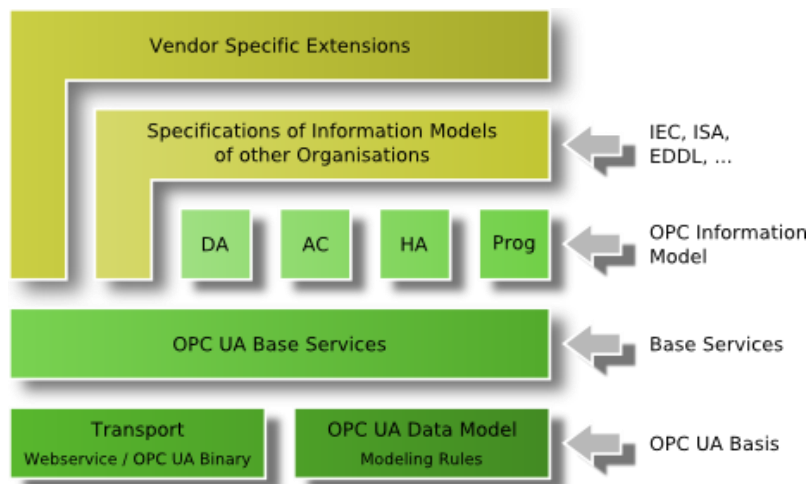 Vendor Specific Extensions
Specifications of Information Models
of other Organisations
IEC, ISA,
EDDL, ...
DA
AC
HA
Prog
OPC Information
Model
OPC UA Base Services
Base Services
Transport
Webservice / OPC UA Binary
OPC UA Data Model
Modeling Rules
OPC UA Basis